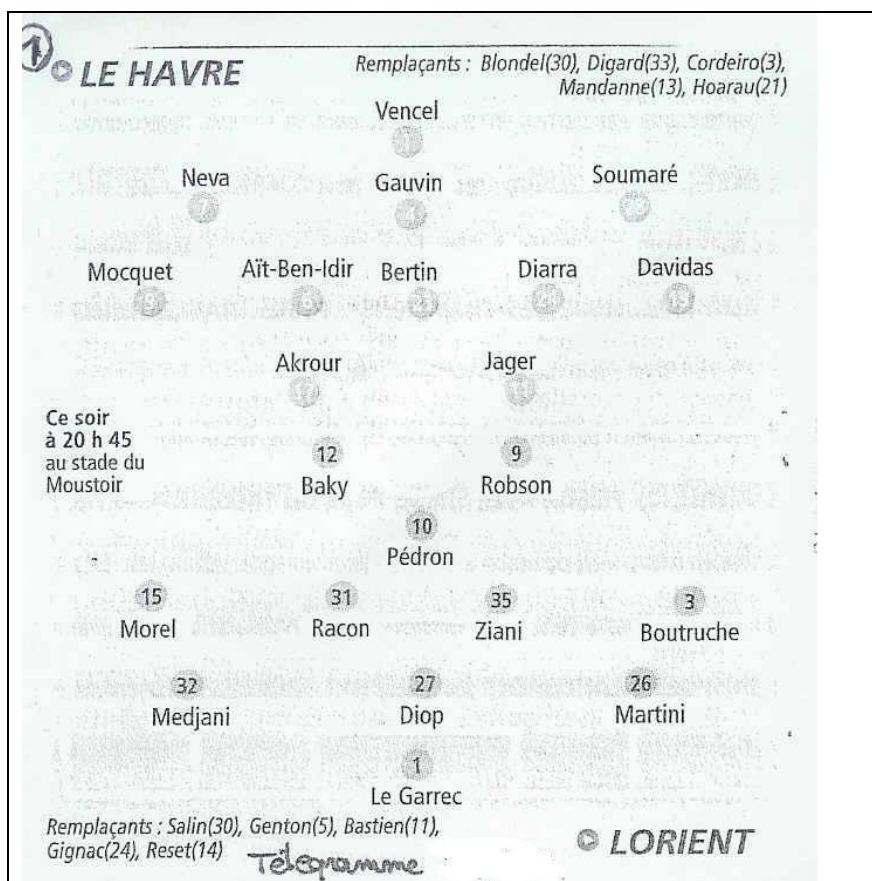 1
LE HAVRE
Remplaçants : Blondel(30), Digard(33), Cordeiro(3),
Mandanne(13), Hoarau(21)
Vencel
1
Neva Gauvin Soumaré
Mocquet Aït-Ben-Idir Bertin Diarra Davidas
Akrour Jager
17
Ce soir
à 20 h 45
au stade du
Moustoir
12 9
Baky Robson
10
Pédron
15 31 35 3
Morel Racon Ziani Boutruche
32 27 26
Medjani Diop Martini
1
Le Garrec
Remplaçants : Salin(30), Genton(5), Bastien(11),
Gignac(24), Reset(14)
Télégramme
LORIENT